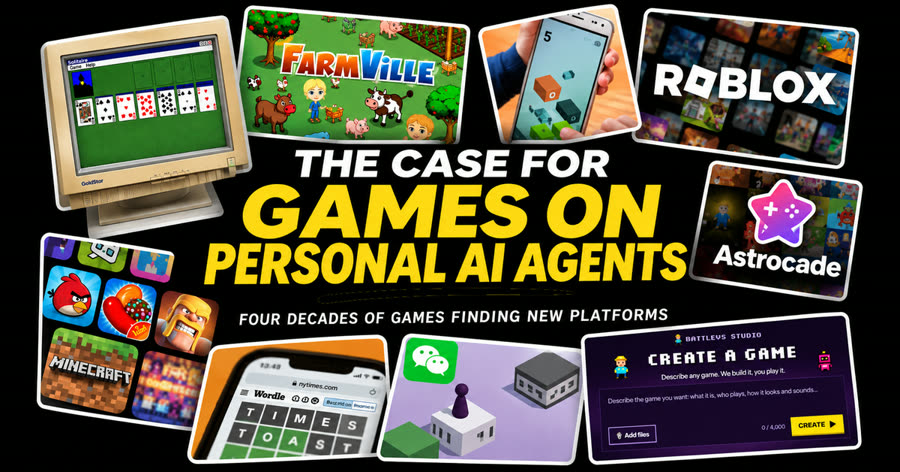 Solitaire
Game Help
GoldStar
FARMVILLE
5
ROBLOX
THE CASE FOR
GAMES ON
PERSONAL AI AGENTS
FOUR DECADES OF GAMES FINDING NEW PLATFORMS
Astrocade
MINECRAFT
nytimes.com
Wordle
TIMES
TOAST
BATTLEVS STUDIO
CREATE A GAME
Describe any game. We build it, you play it.
Describe the game you want: what it is, who plays, how it looks and sounds...
Add files
0 / 4,000
CREATE